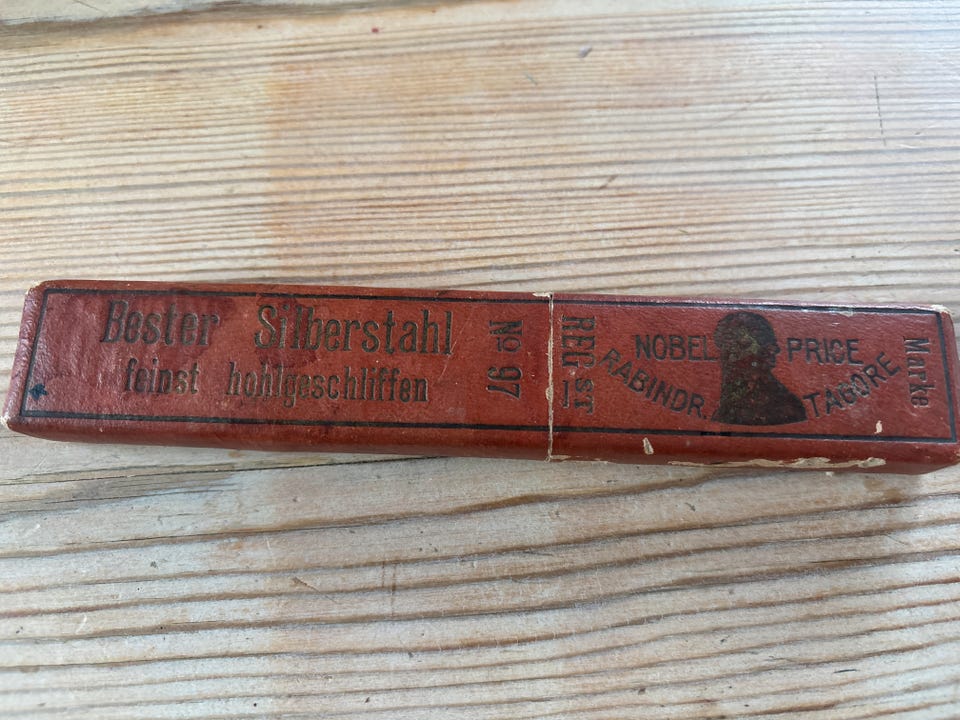 Bester Silberstahl
feinst hohlgeschliffen
No 97
REG ST
NOBEL PRICE
RABINDR. TAGORE
Marke